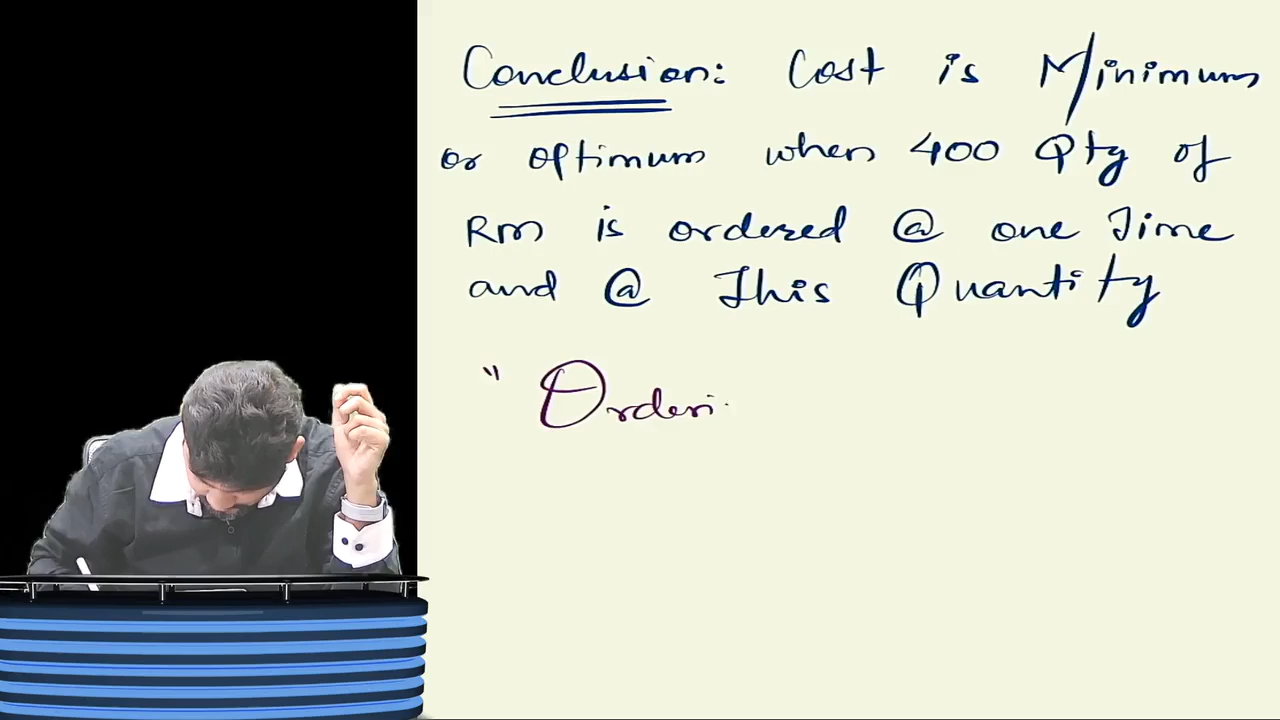 Conclusion: Cost is Minimum
or optimum when 400 Qty of
Rm is ordered @ one Time
and @ This Quantity
" Orderi